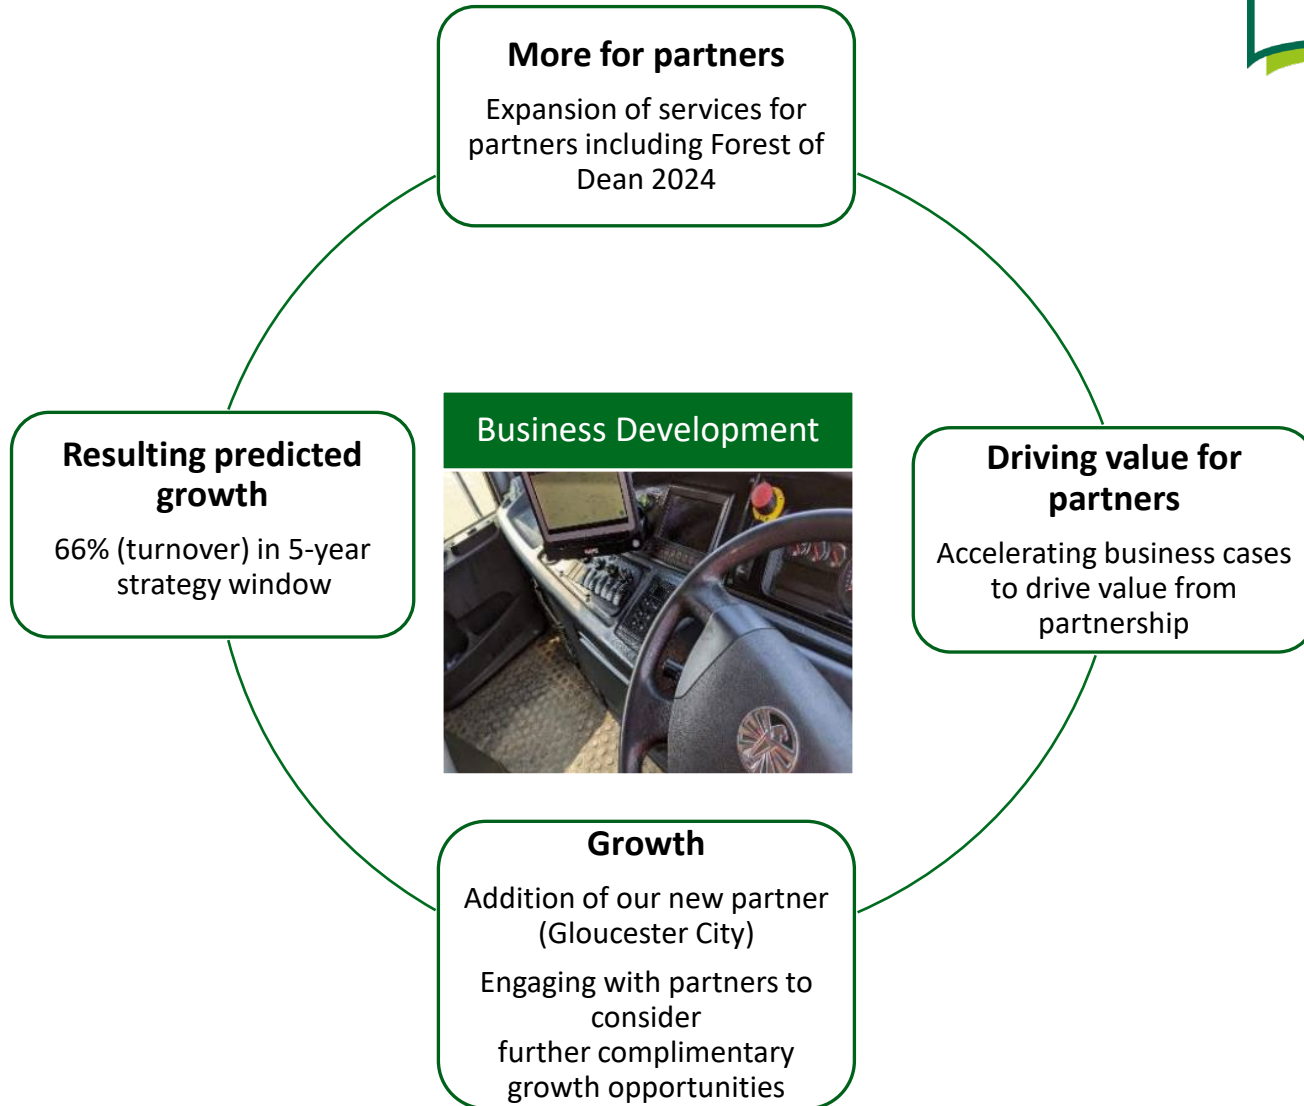 More for partners
Expansion of services for
partners including Forest of
Dean 2024
Business Development
Resulting predicted
growth
66% (turnover) in 5-year
strategy window
Driving value for
partners
Accelerating business cases
to drive value from
partnership
Growth
Addition of our new partner
(Gloucester City)
Engaging with partners to
consider
further complimentary
growth opportunities